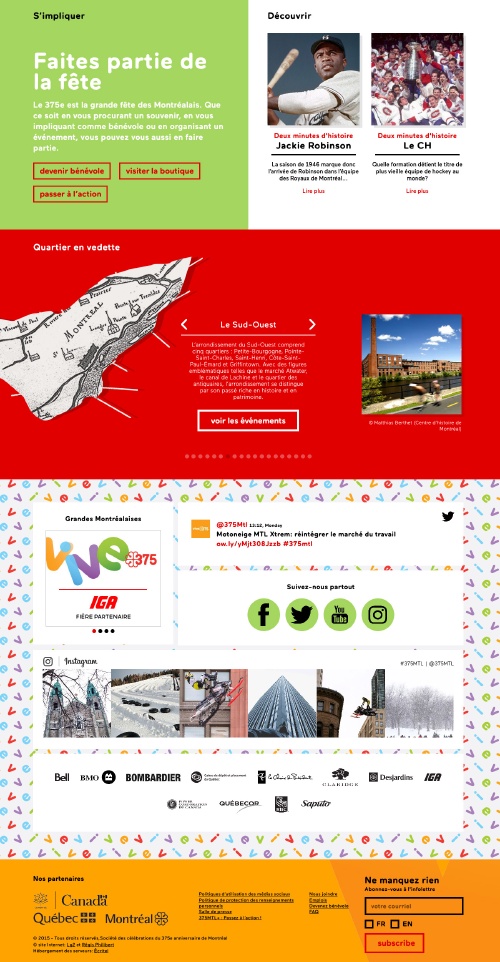 S'impliquer
Faites partie de
la fête
Le 375e est la grande fête des Montréalais. Que
ce soit en vous procurant un souvenir, en vous
impliquant comme bénévole ou en organisant un
événement, vous pouvez vous aussi en faire
partie.
devenir bénévole
visiter la boutique
passer à l'action
Découvrir
Deux minutes d'histoire
Jackie Robinson
La saison de 1946 marque donc
l'arrivée de Robinson dans l'équipe
des Royaux de Montréal...
Lire plus
Deux minutes d'histoire
Le CH
Quelle formation détient le titre de
plus vieille équipe de hockey au
monde?
Lire plus
Quartier en vedette
MONTREAL
Le Sud-Ouest
L'arrondissement du Sud-Ouest comprend
cinq quartiers : Petite-Bourgogne, Pointe-
Saint-Charles, Saint-Henri, Côte-Saint-
Paul-Émard et Griffintown. Avec des figures
emblématiques telles que le marché Atwater,
le canal de Lachine et le quartier des
antiquaires, l'arrondissement se distingue
par son passé riche en histoire et en
patrimoine.
voir les événements
© Matthias Berthet (Centre d'histoire de
Montréal)
Grandes Montréalaises
vive 375
IGA
FIÈRE PARTENAIRE
@375Mtl 13:12, Monday
Motoneige MTL Xtrem: réintégrer le marché du travail
ow.ly/yMjt308Jzzb #375mtl
Suivez-nous partout
You
Tube
Instagram
#375MTL | @375MTL
Bell
BMO
BOMBARDIER
Caisse de dépôt et placement
du Québec
CLARIDGE
Desjardins
IGA
POWER
CORPORATION
DU CANADA
QUÉBECOR
RBC
Saputo
Nos partenaires
Canada
Québec
Montréal
© 2015 - Tous droits réservés, Société des célébrations du 375e anniversaire de Montréal
© site Internet: Lg2 et Régis Philibert
Hébergement des serveurs: Ecritel
Politiques d'utilisation des médias sociaux
Politique de protection des renseignements
personnels
Salle de presse
375MTL+ - Passez à l'action !
Nous joindre
Emplois
Devenez bénévole
FAQ
Ne manquez rien
Abonnez-vous à l'infolettre
votre courriel
FR
EN
subscribe